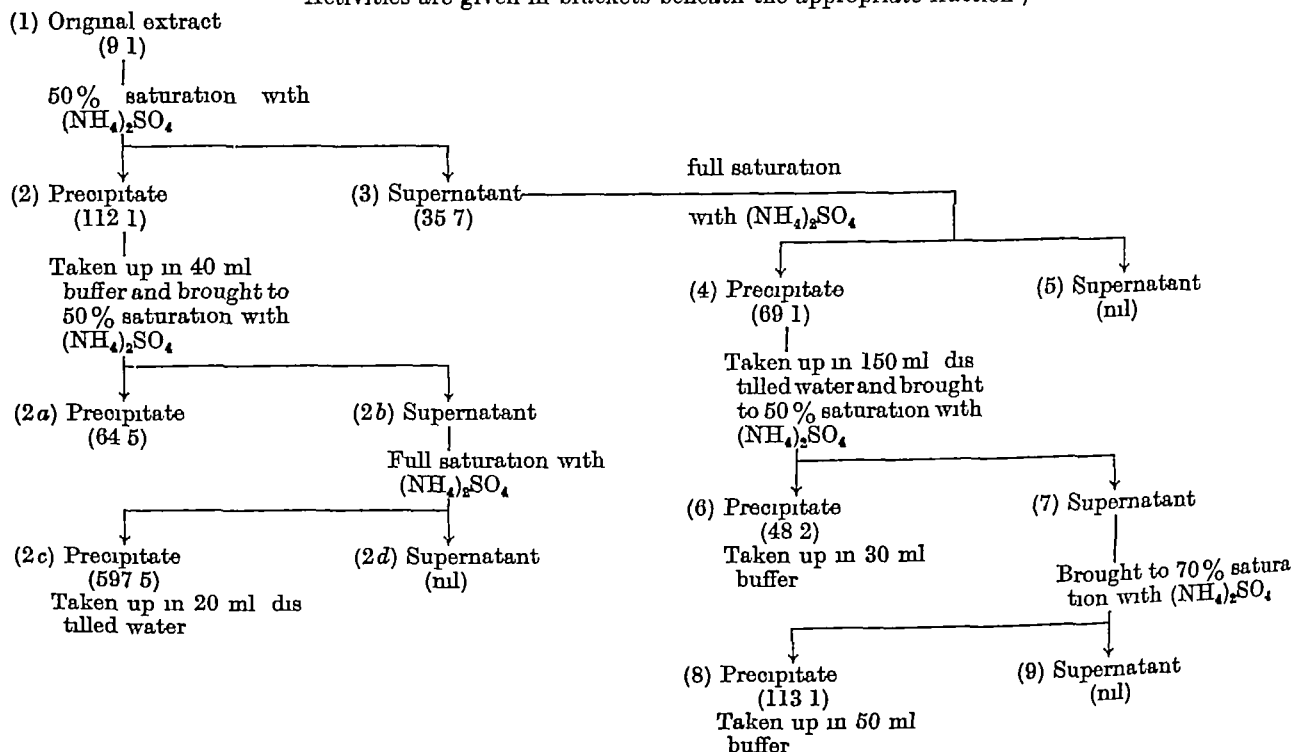 Activities are given in brackets beneath the appropriate fraction )
(1) Original extract
(9 1)
50% saturation with
(NH₄)₂SO₄
(2) Precipitate
(112 1)
(3) Supernatant
(35 7)
full saturation
with (NH₄)₂SO₄
Taken up in 40 ml
buffer and brought to
50% saturation with
(NH₄)₂SO₄
(4) Precipitate
(69 1)
(5) Supernatant
(nil)
(2a) Precipitate
(64 5)
(2b) Supernatant
Taken up in 150 ml dis
tilled water and brought
to 50% saturation with
(NH₄)₂SO₄
Full saturation with
(NH₄)₂SO₄
(2c) Precipitate
(597 5)
Taken up in 20 ml dis
tilled water
(2d) Supernatant
(nil)
(6) Precipitate
(48 2)
Taken up in 30 ml
buffer
(7) Supernatant
Brought to 70% satura
tion with (NH₄)₂SO₄
(8) Precipitate
(113 1)
Taken up in 50 ml
buffer
(9) Supernatant
(nil)